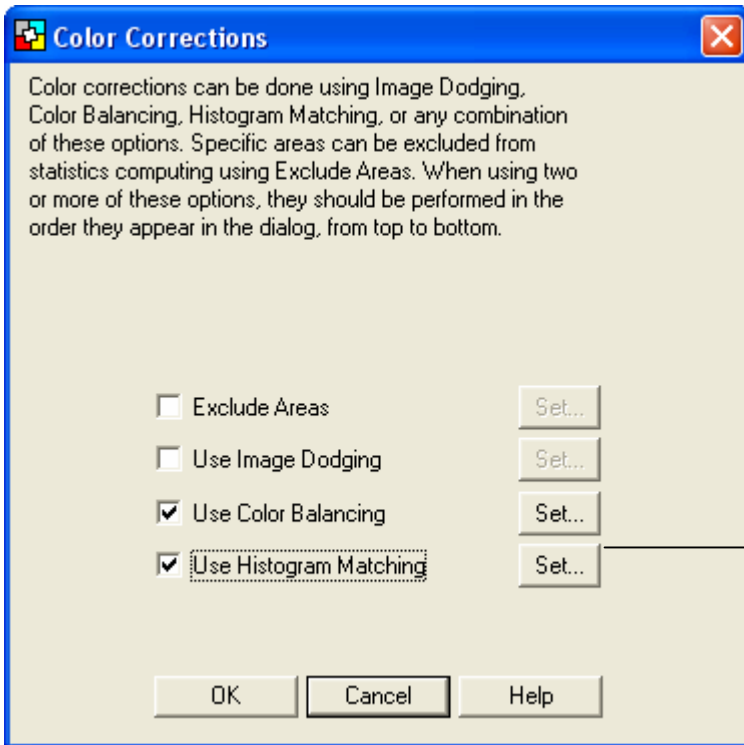 Color Corrections
Color corrections can be done using Image Dodging,
Color Balancing, Histogram Matching, or any combination
of these options. Specific areas can be excluded from
statistics computing using Exclude Areas. When using two
or more of these options, they should be performed in the
order they appear in the dialog, from top to bottom.
Exclude Areas Set...
Use Image Dodging Set...
Use Color Balancing Set...
Use Histogram Matching Set...
OK Cancel Help